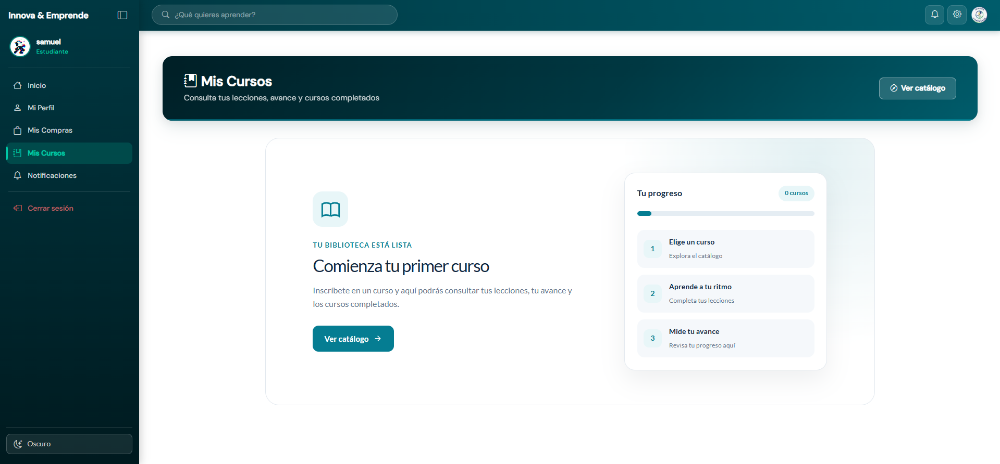 Innova & Emprende
¿Qué quieres aprender?
samuel
Estudiante
Inicio
Mi Perfil
Mis Compras
Mis Cursos
Notificaciones
Cerrar sesión
Oscuro
Mis Cursos
Consulta tus lecciones, avance y cursos completados
Ver catálogo
TU BIBLIOTECA ESTÁ LISTA
Comienza tu primer curso
Inscríbete en un curso y aquí podrás consultar tus lecciones, tu avance y
los cursos completados.
Ver catálogo
Tu progreso
0 cursos
1
Elige un curso
Explora el catálogo
2
Aprende a tu ritmo
Completa tus lecciones
3
Mide tu avance
Revisa tu progreso aquí